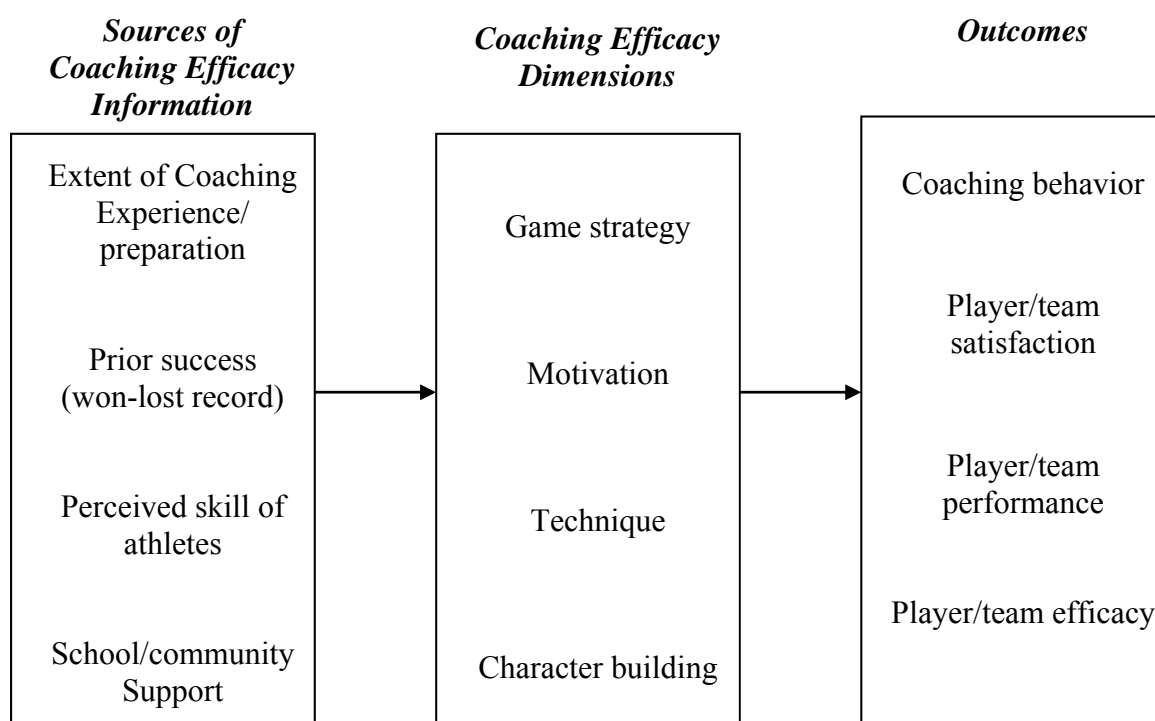 Sources of
Coaching Efficacy
Information
Extent of Coaching
Experience/
preparation
Prior success
(won-lost record)
Perceived skill of
athletes
School/community
Support
Coaching Efficacy
Dimensions
Game strategy
Motivation
Technique
Character building
Outcomes
Coaching behavior
Player/team
satisfaction
Player/team
performance
Player/team efficacy